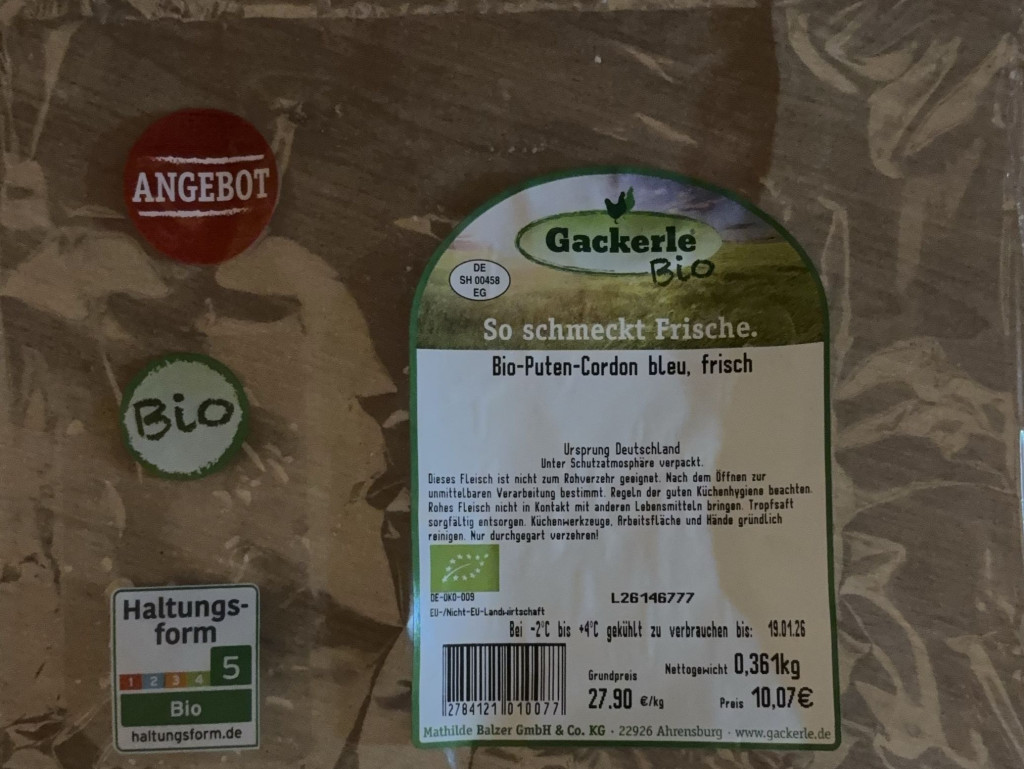 ANGEBOT
Gackerle®
Bio
DE
SH 00458
EG
So schmeckt Frische.
Bio-Puten-Cordon bleu, frisch
Bio
Ursprung Deutschland
Unter Schutzatmosphäre verpackt.
Dieses Fleisch ist nicht zum Rohverzehr geeignet. Nach dem Öffnen zur
unmittelbaren Verarbeitung bestimmt. Regeln der guten Küchenhygiene beachten.
Rohes Fleisch nicht in Kontakt mit anderen Lebensmitteln bringen. Tropfsaft
sorgfältig entsorgen. Küchenwerkzeuge, Arbeitsfläche und Hände gründlich
reinigen. Nur durchgegart verzehren!
DE-ÖKO-009
EU-/Nicht-EU-Landwirtschaft
L26146777
Bei -2°C bis +4°C gekühlt zu verbrauchen bis: 19.01.26
Grundpreis
27.90 €/kg
Nettogewicht 0,361kg
Preis 10,07€
2784121010077
Mathilde Balzer GmbH & Co. KG · 22926 Ahrensburg · www.gackerle.de
Haltungs-
form
1 2 3 4 5
Bio
haltungsform.de